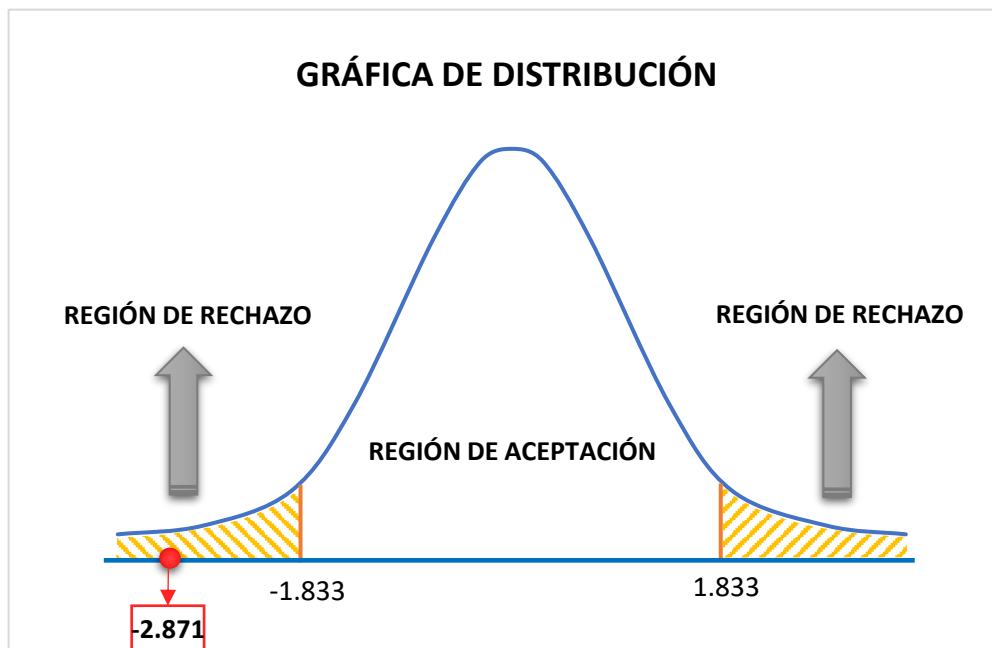 GRÁFICA DE DISTRIBUCIÓN
REGIÓN DE RECHAZO
REGIÓN DE RECHAZO
REGIÓN DE ACEPTACIÓN
-1.833
1.833
-2.871